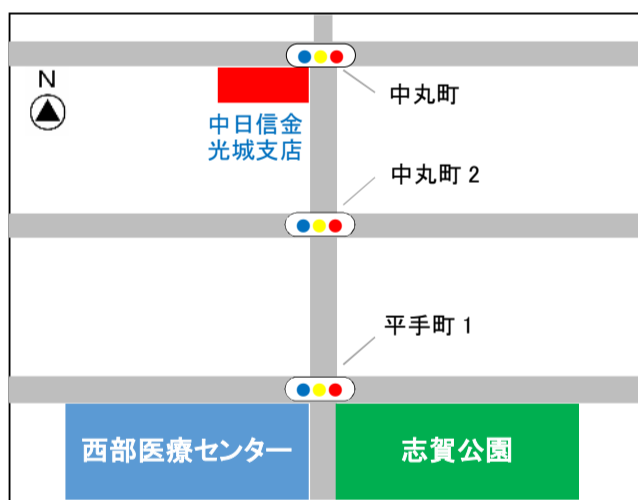 N
中丸町
中日信金
光城支店
中丸町 2
平手町 1
西部医療センター
志賀公園